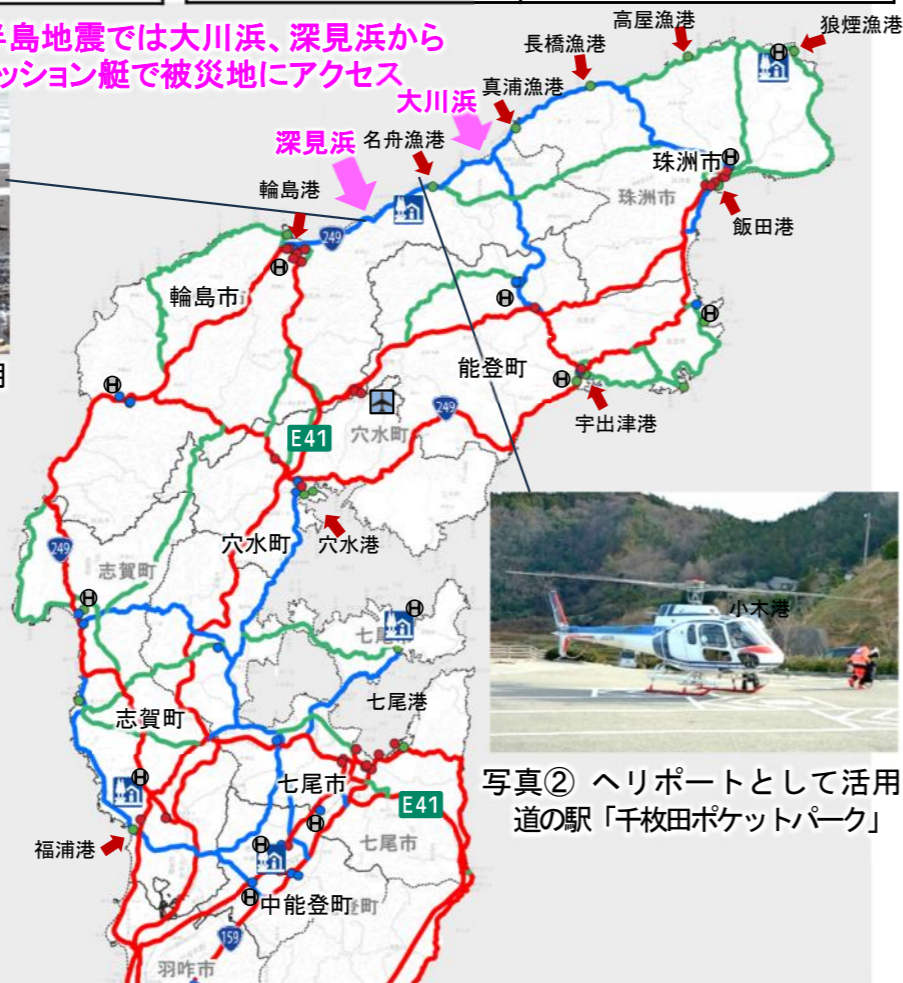 半島地震では大川浜、深見浜から
ッション艇で被災地にアクセス
高屋漁港
狼煙漁港
長橋漁港
真浦漁港
大川浜
深見浜
名舟漁港
輪島港
珠洲市
珠洲市
飯田港
249
輪島市
能登町
249
穴水町
宇出津港
E41
穴水町
穴水港
249
志賀町
小木港
七尾
七尾港
志賀町
写真② ヘリポートとして活用
道の駅「千枚田ポケットパーク」
七尾市
E41
七尾市
福浦港
中能登町
登町
159
羽咋市
用
H
H
H
H
H
H
H
H
H
H
H
H
H